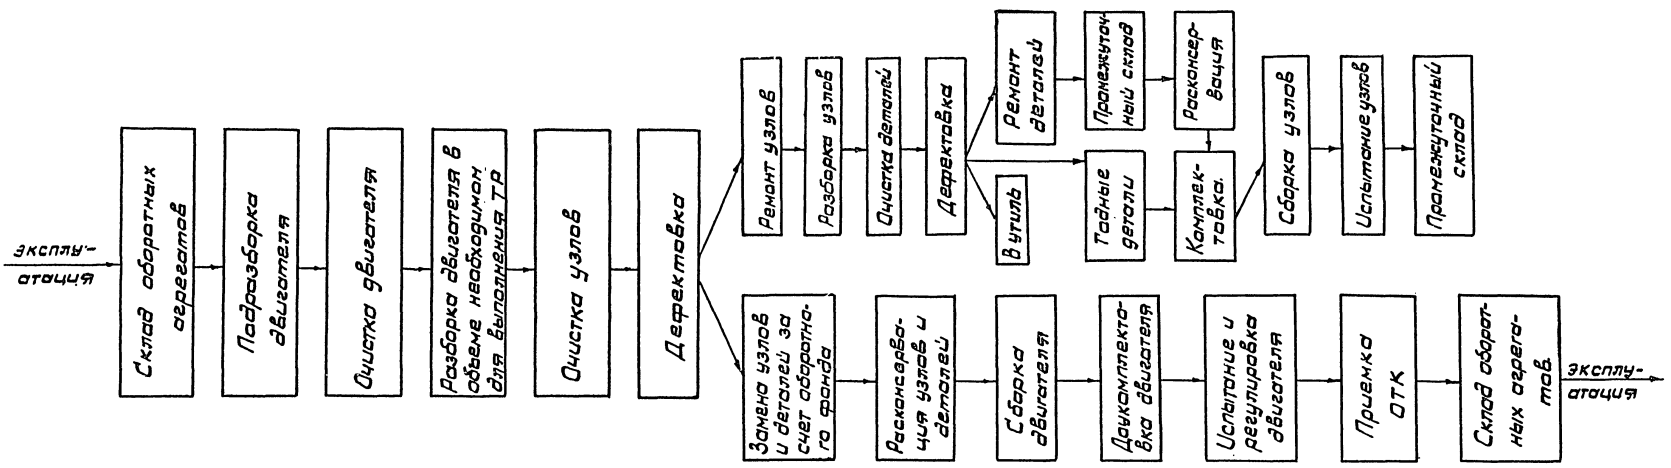 эксплу-
атация
Склад оборотных
агрегатов
Подразборка
двигателя
Очистка двигателя
Разборка двигателя в
объеме необходимом
для выполнения ТР
Очистка узлов
Дефектовка
Ремонт узлов
Разборка узлов
Очистка деталей
Дефектовка
Ремонт
деталей
Промежуточ-
ный склад
Расконсер-
вация
В утиль
Годные
детали
Комплек-
товка.
Сборка узлов
Испытание узлов
Промежуточный
склад
Замена узлов
и деталей за
счет оборотно-
го фонда
Расконсерва-
ция узлов и
деталей
Сборка
двигателя
Доукомплекто-
вка двигателя
Испытание и
регулировка
двигателя
Приемка
ОТК
Склад оборот-
ных агрега-
тов
эксплу-
атация